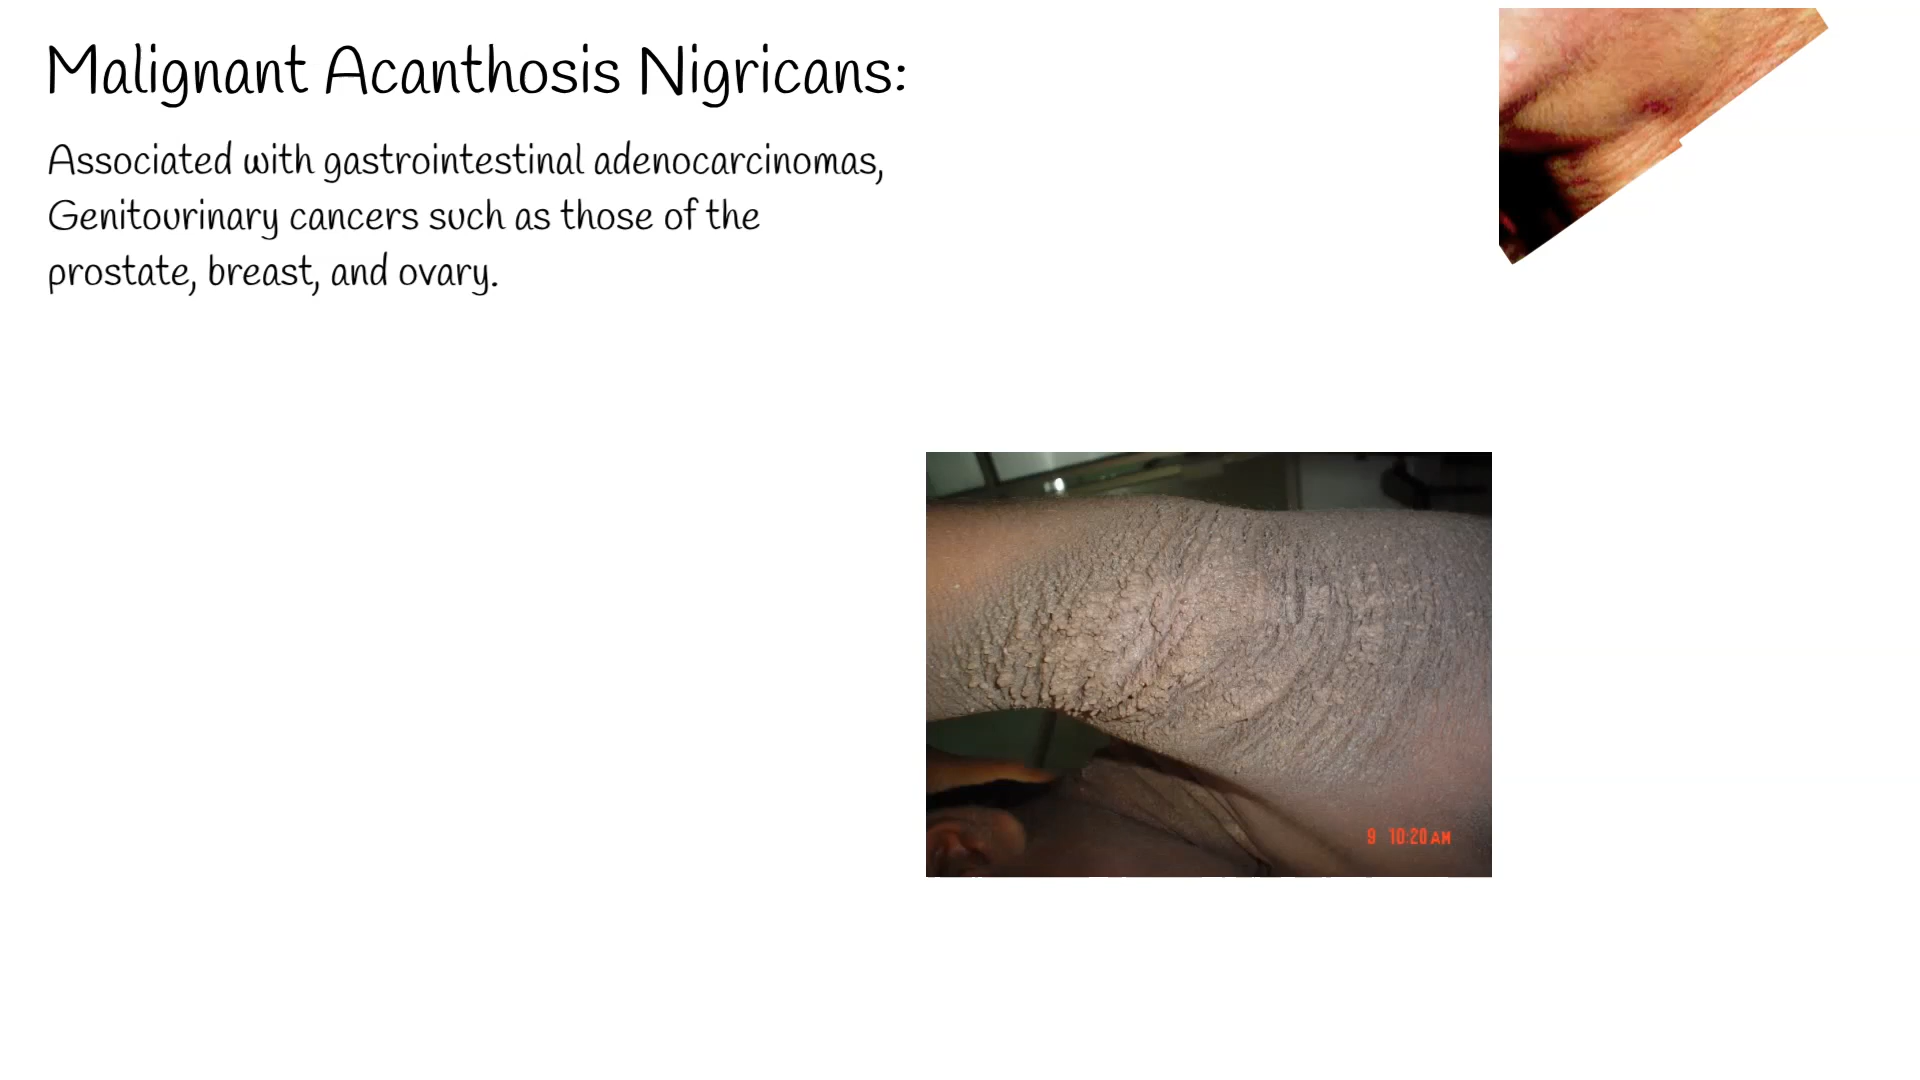 Malignant Acanthosis Nigricans:
Associated with gastrointestinal adenocarcinomas,
Genitourinary cancers such as those of the
prostate, breast, and ovary.
9 10:20 AM